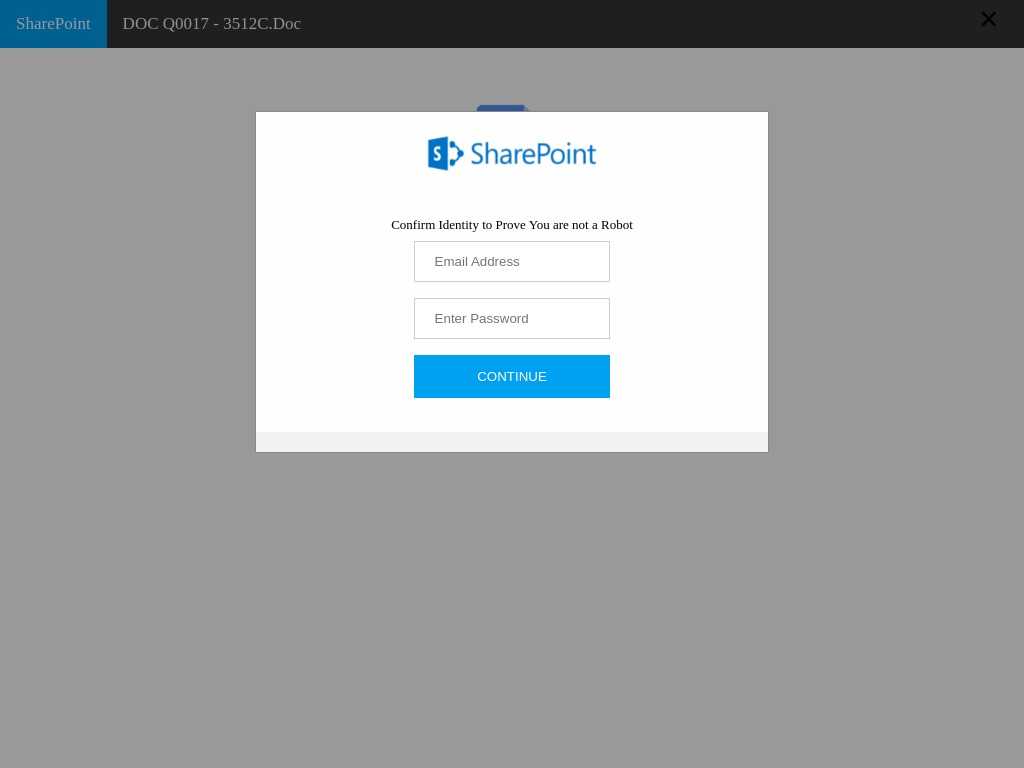 SharePoint DOC Q0017 - 3512C.Doc
SharePoint
Confirm Identity to Prove You are not a Robot
Email Address
Enter Password
CONTINUE